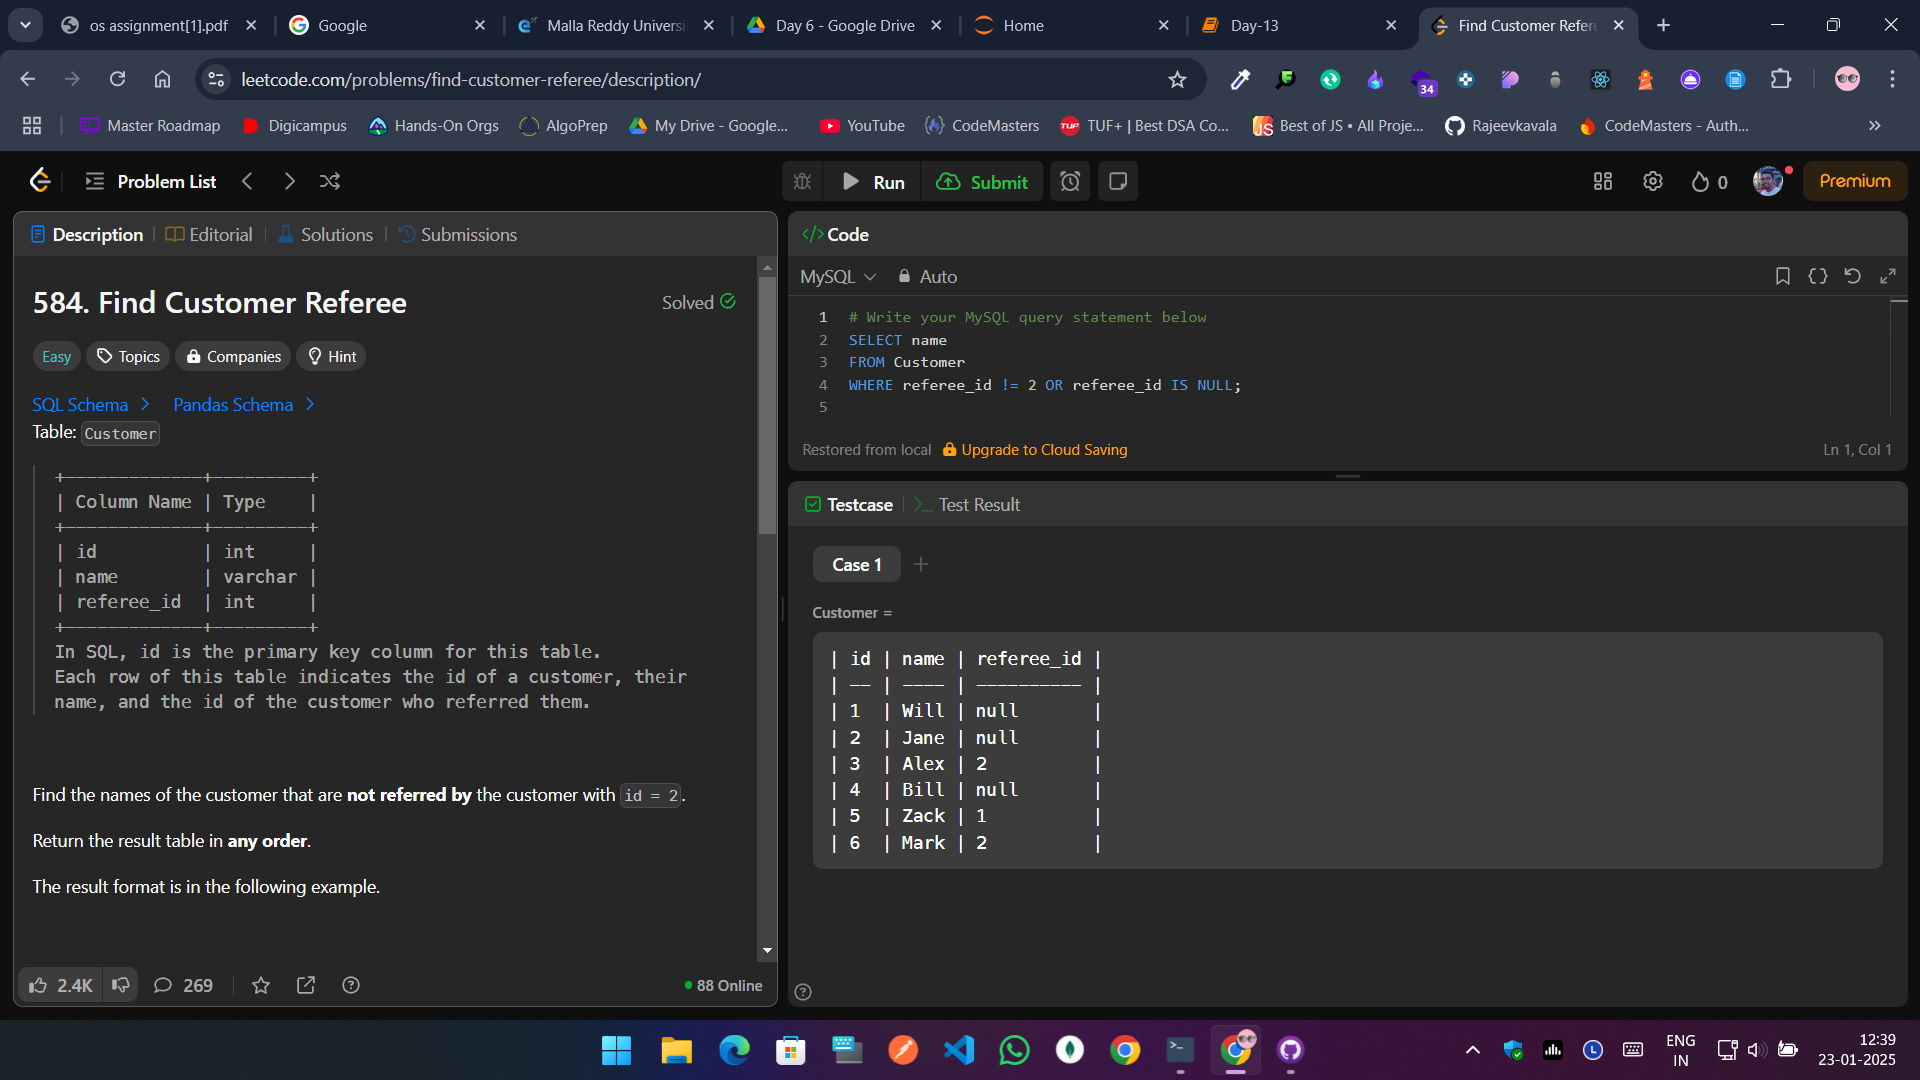 os assignment[1].pdf
Google
Malla Reddy Universi
Day 6 - Google Drive
Home
Day-13
Find Customer Refere
leetcode.com/problems/find-customer-referee/description/
34
Master Roadmap
Digicampus
Hands-On Orgs
AlgoPrep
My Drive - Google...
YouTube
CodeMasters
TUF+ | Best DSA Co...
Best of JS • All Proje...
Rajeevkavala
CodeMasters - Auth...
Problem List
Run
Submit
0
Premium
Description
Editorial
Solutions
Submissions
584. Find Customer Referee
Solved
Easy
Topics
Companies
Hint
SQL Schema
Pandas Schema
Table: Customer
+-------------+---------+
| Column Name | Type    |
+-------------+---------+
| id          | int     |
| name        | varchar |
| referee_id  | int     |
+-------------+---------+
In SQL, id is the primary key column for this table.
Each row of this table indicates the id of a customer, their
name, and the id of the customer who referred them.
Find the names of the customer that are not referred by the customer with id = 2.
Return the result table in any order.
The result format is in the following example.
2.4K
269
88 Online
</> Code
MySQL
Auto
1 # Write your MySQL query statement below
2 SELECT name
3 FROM Customer
4 WHERE referee_id != 2 OR referee_id IS NULL;
5
Restored from local
Upgrade to Cloud Saving
Ln 1, Col 1
Testcase
Test Result
Case 1
Customer =
| id | name | referee_id |
| -- | ---- | ---------- |
| 1  | Will | null       |
| 2  | Jane | null       |
| 3  | Alex | 2          |
| 4  | Bill | null       |
| 5  | Zack | 1          |
| 6  | Mark | 2          |
ENG
IN
12:39
23-01-2025